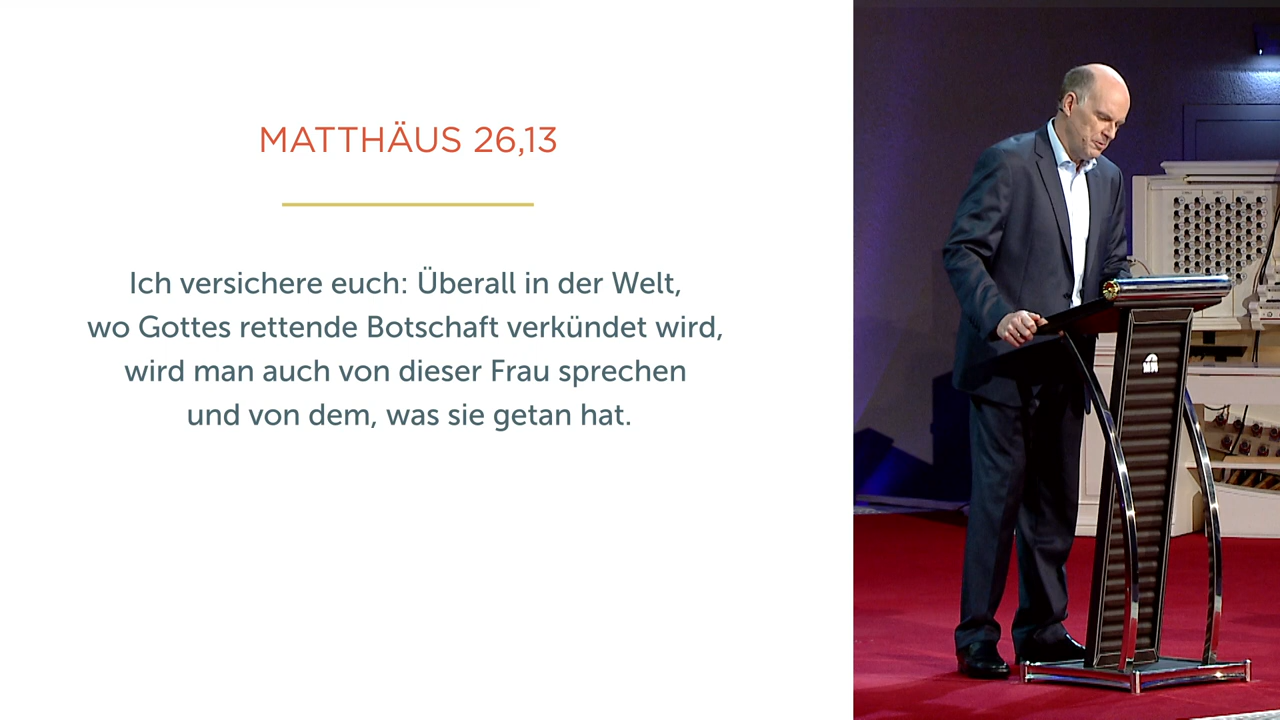 MATTHÄUS 26,13
Ich versichere euch: Überall in der Welt,
wo Gottes rettende Botschaft verkündet wird,
wird man auch von dieser Frau sprechen
und von dem, was sie getan hat.